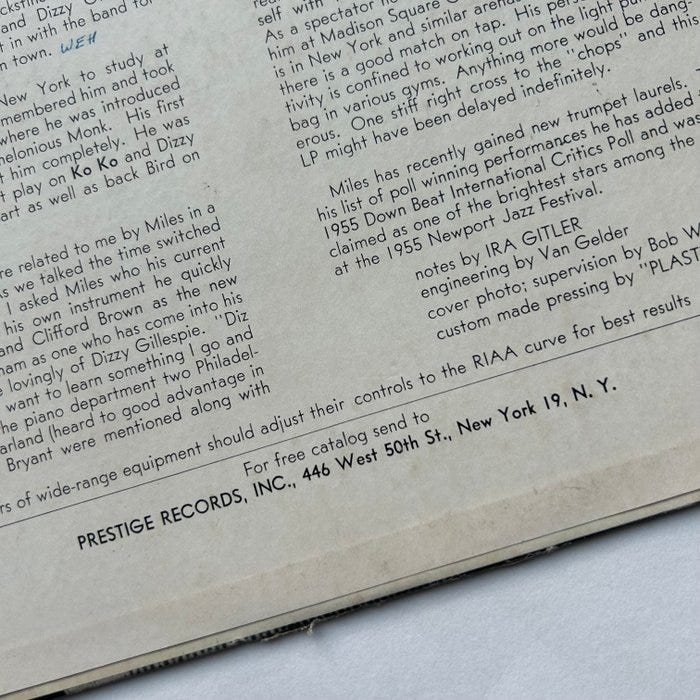 and Dizzy
t in with the band for
n town. WEH
New York to study at
membered him and took
where he was introduced
helonious Monk. His first
t him completely. He was
t play on Ko Ko and Dizzy
art as well as back Bird on
re related to me by Miles in a
As we talked the time switched
I asked Miles who his current
his own instrument he quickly
and Clifford Brown as the new
ham as one who has come into his
lovingly of Dizzy Gillespie. "Diz
want to learn something I go and
he piano department two Philadel-
arland (heard to good advantage in
Bryant were mentioned along with
self with
As a spectator
him at Madison Square
is in New York and similar arenas
there is a good match on tap. His
tivity is confined to working out on the light
bag in various gyms. Anything more would be dang-
erous. One stiff right cross to the "chops" and this
LP might have been delayed indefinitely.
Miles has recently gained new trumpet laurels.
his list of poll winning performances he has added
1955 Down Beat International Critics Poll and was
claimed as one of the brightest stars among the
at the 1955 Newport Jazz Festival.
notes by IRA GITLER
engineering by Van Gelder
cover photo; supervision by Bob W
custom made pressing by "PLAST
rs of wide-range equipment should adjust their controls to the RIAA curve for best results
For free catalog send to
PRESTIGE RECORDS, INC., 446 West 50th St., New York 19, N. Y.